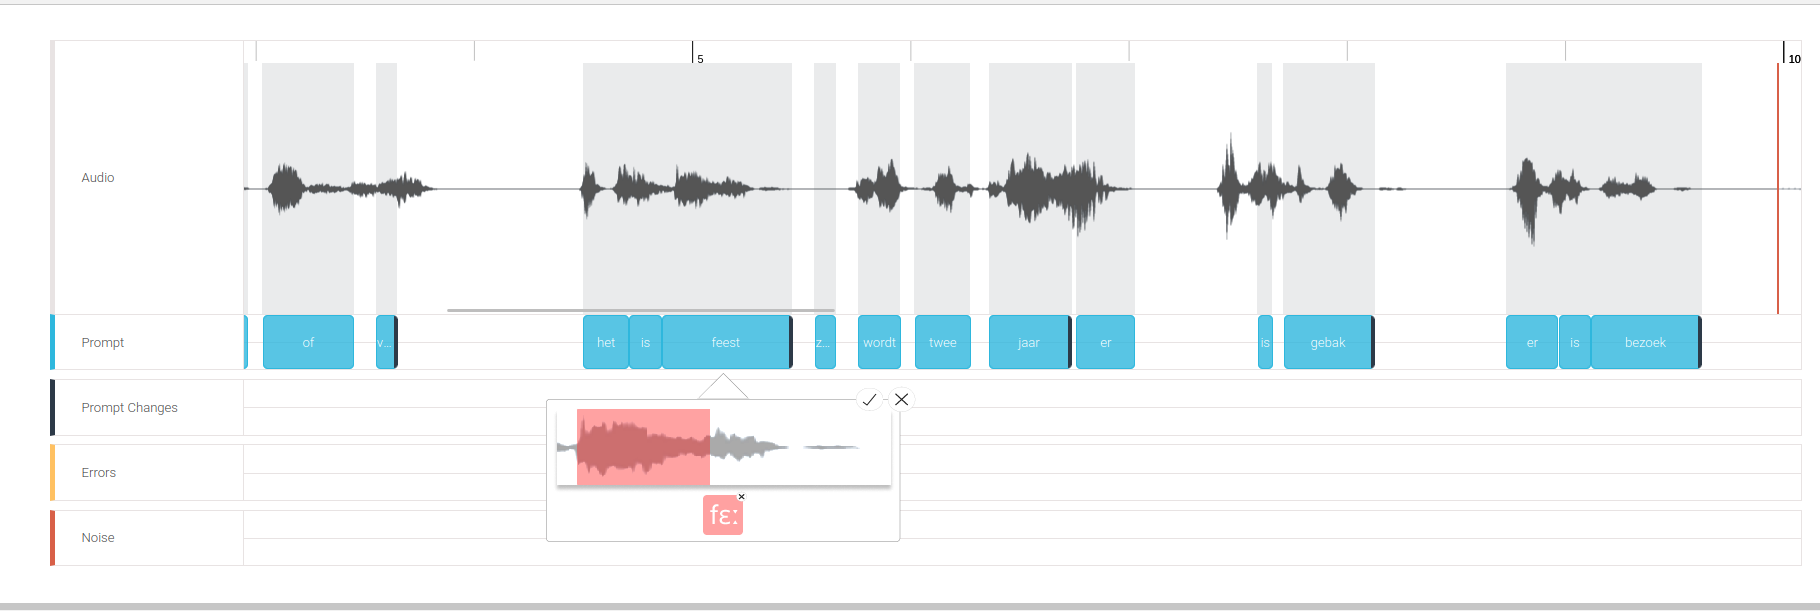 5
10
Audio
Prompt
of
v...
het
is
feest
z...
wordt
twee
jaar
er
is
gebak
er
is
bezoek
Prompt Changes
Errors
fɛː
Noise